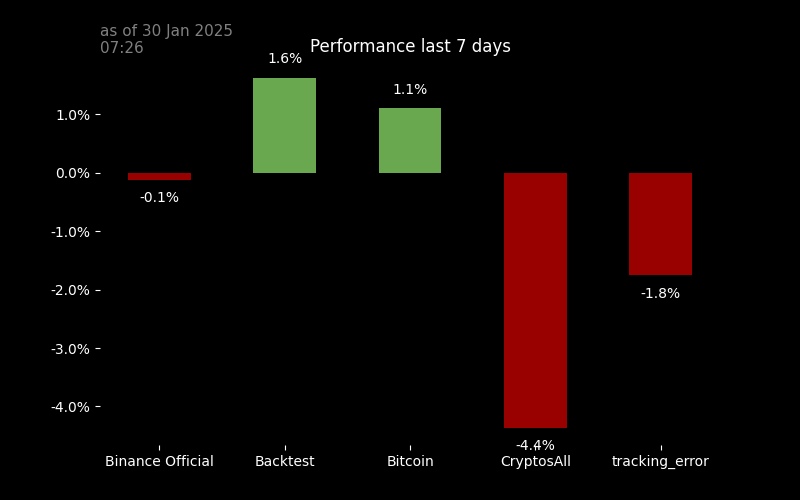 as of 30 Jan 2025
07:26
Performance last 7 days
1.6%
1.1%
1.0%
0.0%
-0.1%
-1.0%
-2.0%
-1.8%
-3.0%
-4.0%
-4.4%
Binance Official
Backtest
Bitcoin
CryptosAll
tracking_error